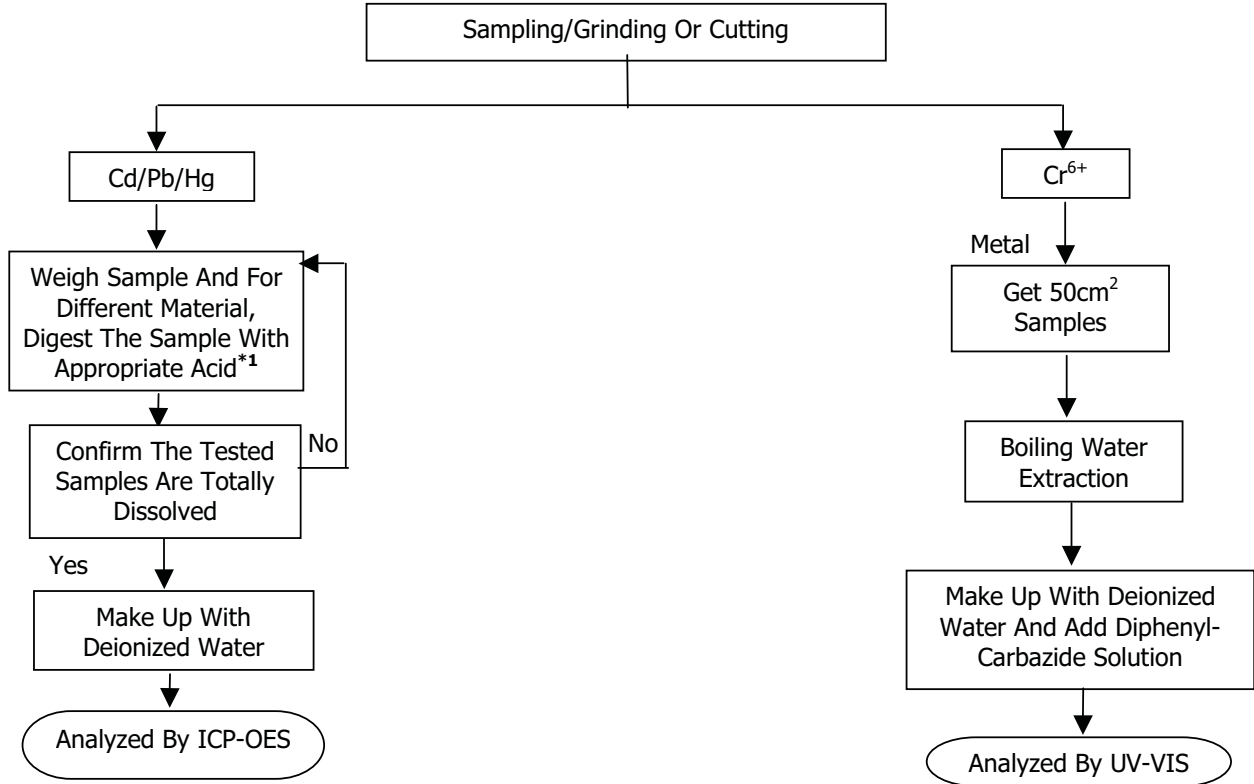 Sampling/Grinding Or Cutting
Cd/Pb/Hg
Weigh Sample And For
Different Material,
Digest The Sample With
Appropriate Acid*1
Confirm The Tested
Samples Are Totally
Dissolved
No
Yes
Make Up With
Deionized Water
Analyzed By ICP-OES
Cr6+
Metal
Get 50cm2
Samples
Boiling Water
Extraction
Make Up With Deionized
Water And Add Diphenyl-
Carbazide Solution
Analyzed By UV-VIS